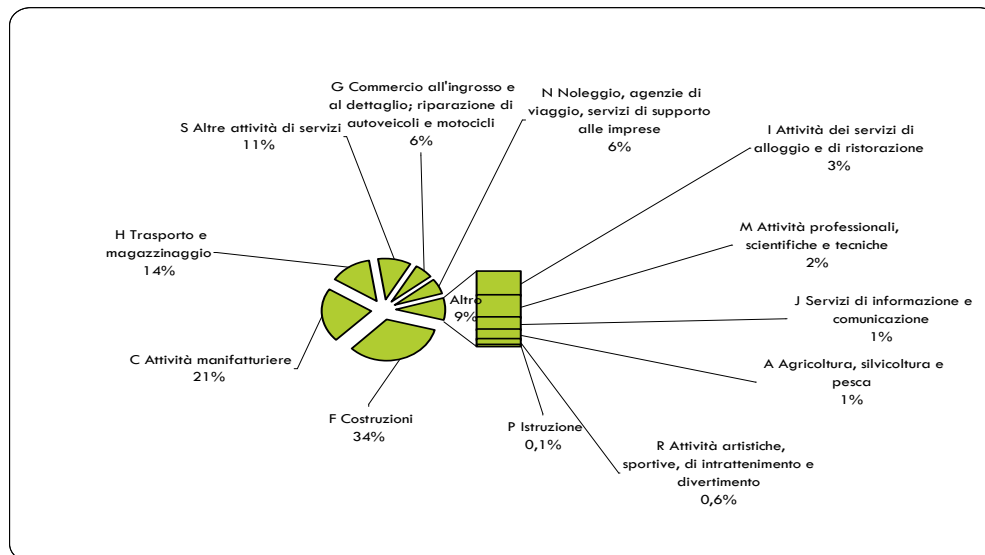 G Commercio all'ingrosso e
al dettaglio; riparazione di
autoveicoli e motocicli
6%
N Noleggio, agenzie di
viaggio, servizi di supporto
alle imprese
6%
S Altre attività di servizi
11%
I Attività dei servizi di
alloggio e di ristorazione
3%
H Trasporto e
magazzinaggio
14%
M Attività professionali,
scientifiche e tecniche
2%
Altro
9%
J Servizi di informazione e
comunicazione
1%
C Attività manifatturiere
21%
A Agricoltura, silvicoltura e
pesca
1%
F Costruzioni
34%
P Istruzione
0,1%
R Attività artistiche,
sportive, di intrattenimento e
divertimento
0,6%